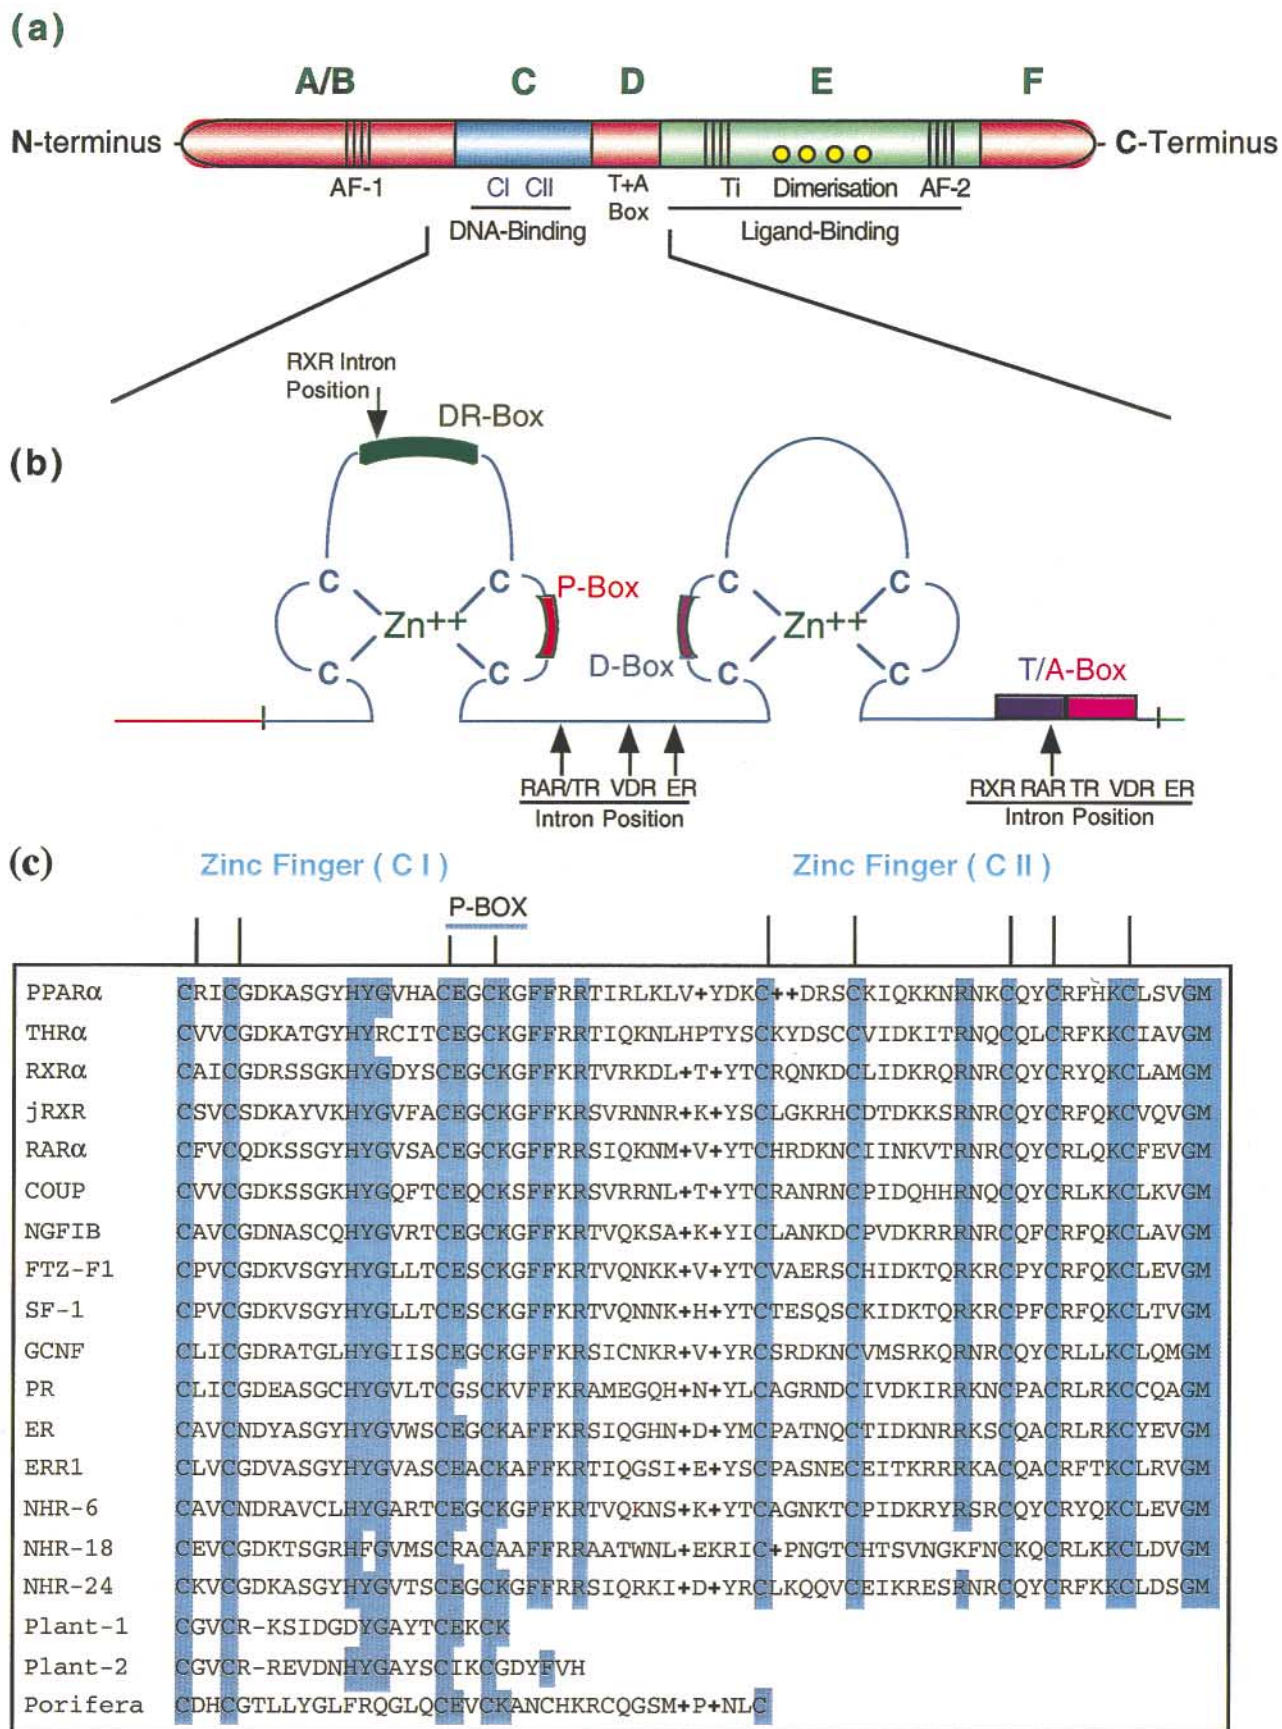 (a)
A/B C D E F
N-terminus C-Terminus
AF-1 CI CII T+A Box Ti Dimerisation AF-2
DNA-Binding Ligand-Binding
RXR Intron
Position
DR-Box
(b)
C C C C
P-Box
Zn++ Zn++
D-Box
C C C C
T/A-Box
RAR/TR VDR ER
Intron Position
RXR RAR TR VDR ER
Intron Position
(c)
Zinc Finger ( C I ) Zinc Finger ( C II )
P-BOX
PPARα CRICGDKASGYHYGVHACEGCKGFFRRTIRLKLV+YDKC++DRSCKIQKKNRNKCQYCRFHKCLSVGM
THRα CVVCGDKATGYHYRCITCEGCKGFFRRTIQKNLHPTYSCKYDSCCVIDKITRNQCQLCRFKKCIAVGM
RXRα CAICGDRSSGKHYGDYSCEGCKGFFKRTVRKDL+T+YTCRQNKDCLIDKRQRNRCQYCRYQKCLAMGM
jRXR CSVCSDKAYVKHYGVFACEGCKGFFKRSVRNNR+K+YSCLGKRHCDTDKKSRNRCQYCRFQKCVQVGM
RARα CFVCQDKSSGYHYGVSACEGCKGFFRRSIQKNM+V+YTCHRDKNCIINKVTRNRCQYCRLQKCFEVGM
COUP CVVCGDKSSGKHYGQFTCEQCKSFFKRSVRRNL+T+YTCRANRNCPIDQHHRNQCQYCRLKKCLKVGM
NGFIB CAVCGDNASCQHYGVRTCEGCKGFFKRTVQKSA+K+YICLANKDCPVDKRRRNRCQFCRFQKCLAVGM
FTZ-F1 CPVCGDKVSGYHYGLLTCESCKGFFKRTVQNKK+V+YTCVAERSCHIDKTQRKRCPYCRFQKCLEVGM
SF-1 CPVCGDKVSGYHYGLLTCESCKGFFKRTVQNNK+H+YTCTESQSCKIDKTQRKRCPFCRFQKCLTVGM
GCNF CLICGDRATGLHYGIISCEGCKGFFKRSICNKR+V+YRCSRDKNCVMSRKQRNRCQYCRLLKCLQMGM
PR CLICGDEASGCHYGVLTCGSCKVFFKRAMEGQH+N+YLCAGRNDCIVDKIRRKNCPACRLRKCCQAGM
ER CAVCNDYASGYHYGVWSCEGCKAFFKRSIQGHN+D+YMCPATNQCTIDKNRRKSCQACRLRKCYEVGM
ERR1 CLVCGDVASGYHYGVASCEACKAFFKRTIQGSI+E+YSCPASNECEITKRRRKACQACRFTKCLRVGM
NHR-6 CAVCNDRAVCLHYGARTCEGCKGFFKRTVQKNS+K+YTCAGNKTCPIDKRYRSRCQYCRYQKCLEVGM
NHR-18 CEVCGDKTSGRHFGVMSCRACAAFFRRAATWNL+EKRIC+PNGTCHTSVNGKFNCKQCRLKKCLDVGM
NHR-24 CKVCGDKASGYHYGVTSCEGCKGFFRRSIQRKI+D+YRCLKQQVCEIKRESRNRCQYCRFKKCLDSGM
Plant-1 CGVCR-KSIDGDYGAYTCEKCK
Plant-2 CGVCR-REVDNHYGAYSCIKCGDYFVH
Porifera CDHCGTLLYGLFRQGLQCEVCKANCHKRCQGSM+P+NLC